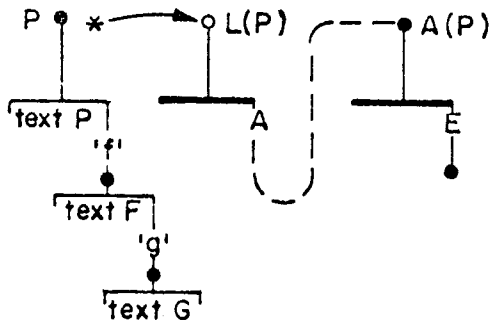 P * L(P) A(P)
text P A E
'f'
text F
'g'
text G